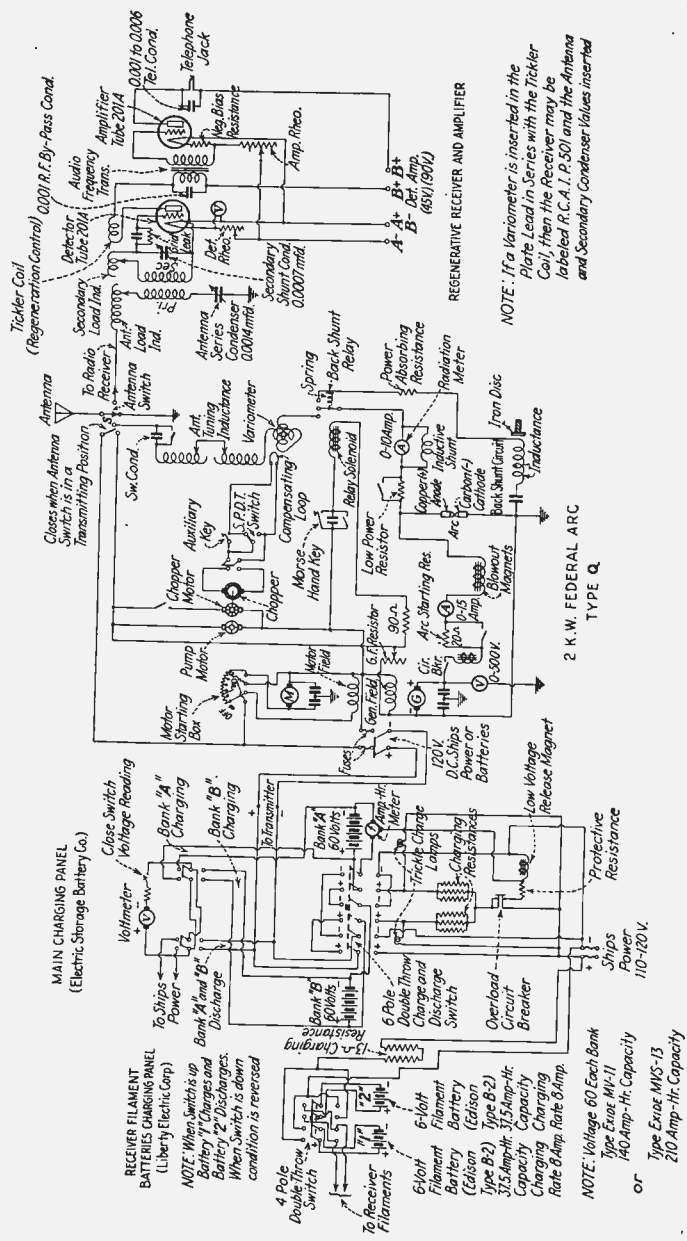 RECEIVER FILAMENT
BATTERIES CHARGING PANEL
(Liberty Electric Corp)
NOTE: When Switch is up
Battery "1" Charges and
Battery "2" Discharges.
When Switch is down
condition is reversed
4 Pole
Double-Throw
Switch
To Receiver
Filaments
"1"
"2"
6-Volt
Filament
Battery
(Edison
Type B-2)
37.5 Amp-Hr.
Capacity
Charging
Rate 8 Amp.
6-Volt
Filament
Battery
(Edison
Type B-2)
37.5 Amp-Hr.
Capacity
Charging
Rate 8 Amp.
13-Ω Charging
Resistance
NOTE: Voltage 60 Each Bank
Type EXIDE MV-11
140 Amp-Hr. Capacity
or
Type EXIDE MVS-13
210 Amp-Hr. Capacity
MAIN CHARGING PANEL
(Electric Storage Battery Co.)
Close Switch
Voltage Reading
Voltmeter
V
Bank "A"
Charging
Bank "B"
Charging
To Ships
Power
Bank "A" and "B"
Discharge
To Transmitter
Bank "A"
60 Volts
Bank "B"
60 Volts
Amp-Hr.
Meter
Trickle Charge
Lamps
Charging
Resistances
6 Pole
Double Throw
Charge and
Discharge
Switch
Low Voltage
Release Magnet
Overload
Circuit
Breaker
Protective
Resistance
Ships
Power
110-120 V.
Antenna
Closes when Antenna
Switch is in a
Transmitting Position
To Radio
Receiver
Antenna
Switch
Sw. Cond.
Ant.
Tuning
Inductance
Variometer
Auxiliary
Key
S.P.D.T.
Switch
Compensating
Loop
Chopper
Motor
Chopper
Pump
Motor
Morse
Hand Key
Relay Solenoid
Spring
Back Shunt
Relay
Power
Absorbing
Resistance
Radiation
Meter
0-10 Amp.
A
Inductive
Shunt
Low Power
Resistor
Copper (+)
Anode
Arc
Carbon (-)
Cathode
Back Shunt Circuit
Iron Disc
Inductance
Blowout
Magnets
Motor
Starting
Box
M
Motor
Field
G.F. Resistor
90-Ω
Arc Starting Res.
20Ω
A
0-15
Amp.
Gen. Field
G
Cir.
Bkr.
V
0-500 V.
Fuses
120 V.
D.C. Ships
Power or
Batteries
2 K.W. FEDERAL ARC
TYPE Q
Tickler Coil
(Regeneration Control)
Secondary
Load Ind.
Ant.
Load
Ind.
Detector
Tube 201A
0.001 R.F. By-Pass Cond.
Audio
Frequency
Trans.
Amplifier
Tube 201A
0.001 to 0.006
Tel. Cond.
Telephone
Jack
Neg. Bias
Resistance
Amp. Rheo.
Grid
Leak
Sec.
Pri.
V
Det.
Rheo.
Secondary
Shunt Cond.
0.0007 mfd.
Antenna
Series
Condenser
0.0014 mfd.
A- A+ B+ B+
B- Det. Amp.
(45V.) (90V.)
REGENERATIVE RECEIVER AND AMPLIFIER
NOTE: If a Variometer is inserted in the
Plate Lead in Series with the Tickler
Coil, then the Receiver may be
labeled R.C.A. I.P. 501 and the Antenna
and Secondary Condenser Values inserted